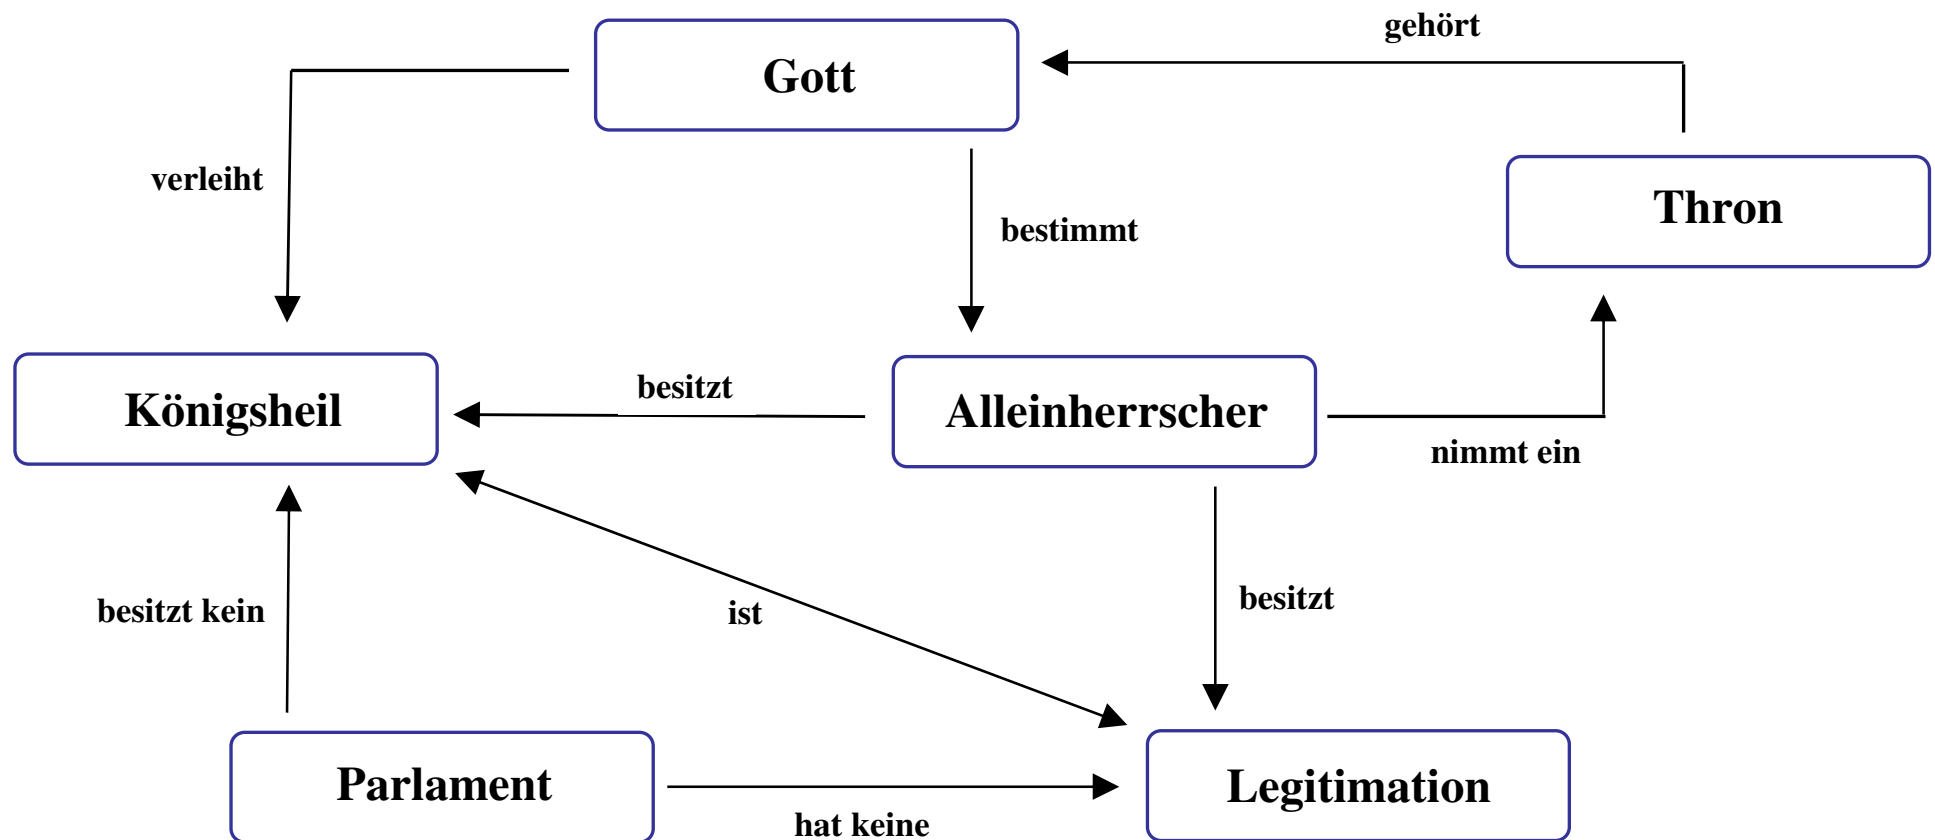 gehört
Gott
verleiht
Thron
bestimmt
besitzt
Königsheil
Alleinherrscher
nimmt ein
besitzt kein
ist
besitzt
Parlament
Legitimation
hat keine